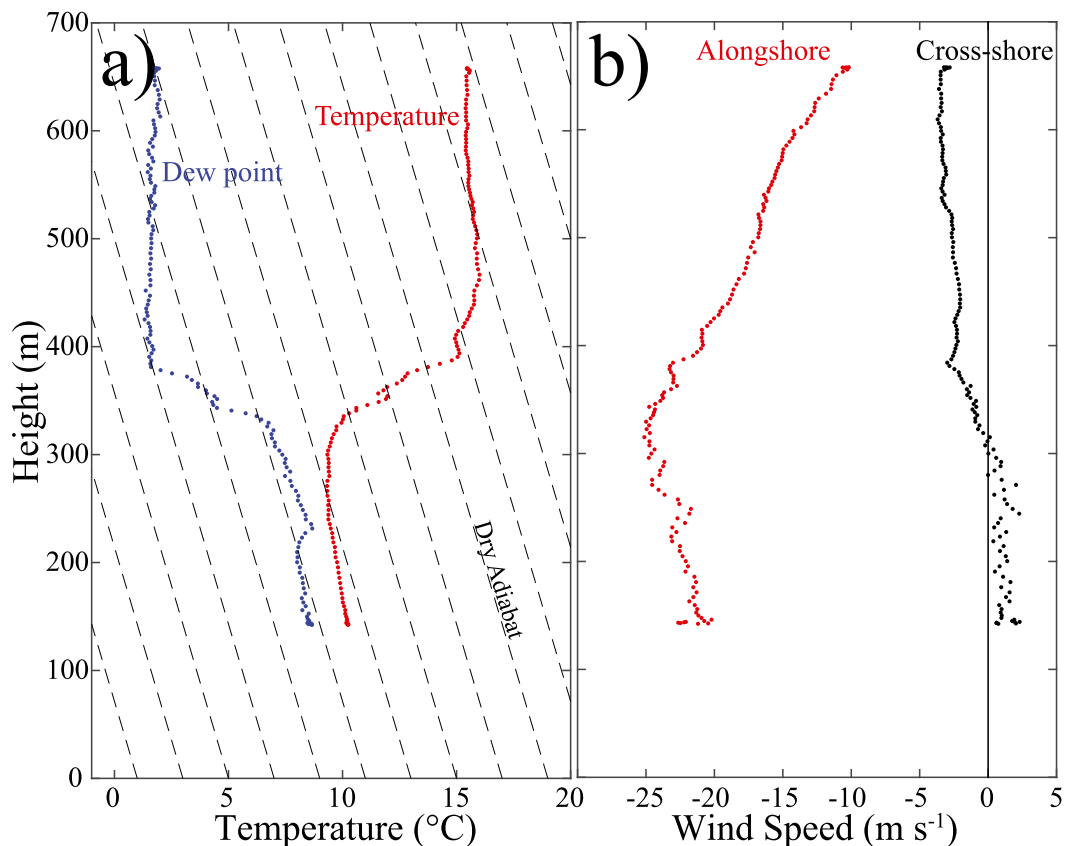 700
600
500
400
300
200
100
0
Height (m)
a)
Temperature
Dew point
Dry Adiabat
0 5 10 15 20
Temperature (°C)
b)
Alongshore
Cross-shore
-25 -20 -15 -10 -5 0 5
Wind Speed (m s-1)